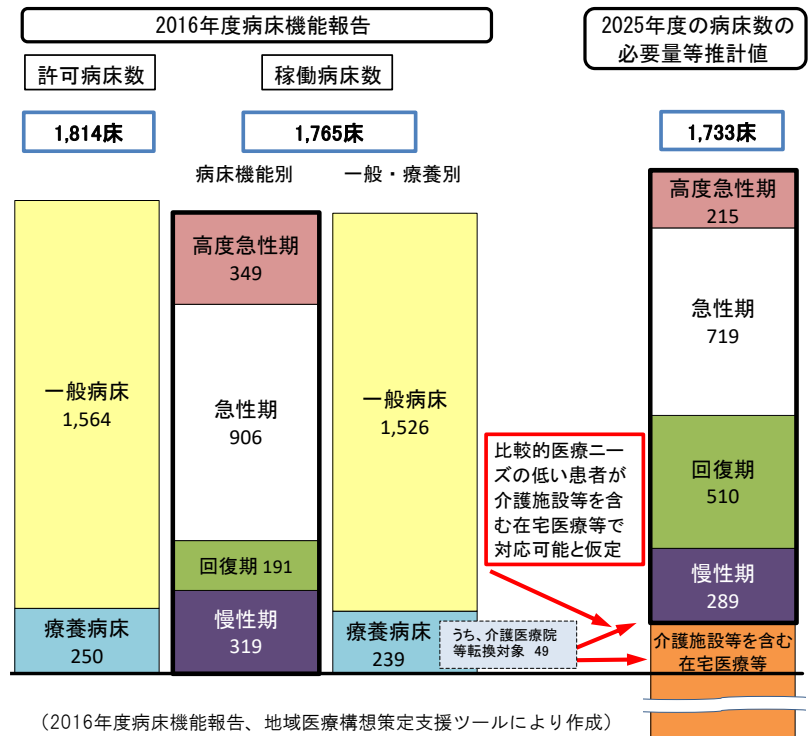 2016年度病床機能報告
2025年度の病床数の
必要量等推計値
許可病床数
稼働病床数
1,814床
1,765床
1,733床
病床機能別
一般・療養別
一般病床
1,564
療養病床
250
高度急性期
349
急性期
906
回復期 191
慢性期
319
一般病床
1,526
療養病床
239
うち、介護医療院
等転換対象 49
比較的医療ニー
ズの低い患者が
介護施設等を含
む在宅医療等で
対応可能と仮定
高度急性期
215
急性期
719
回復期
510
慢性期
289
介護施設等を含む
在宅医療等
（2016年度病床機能報告、地域医療構想策定支援ツールにより作成）